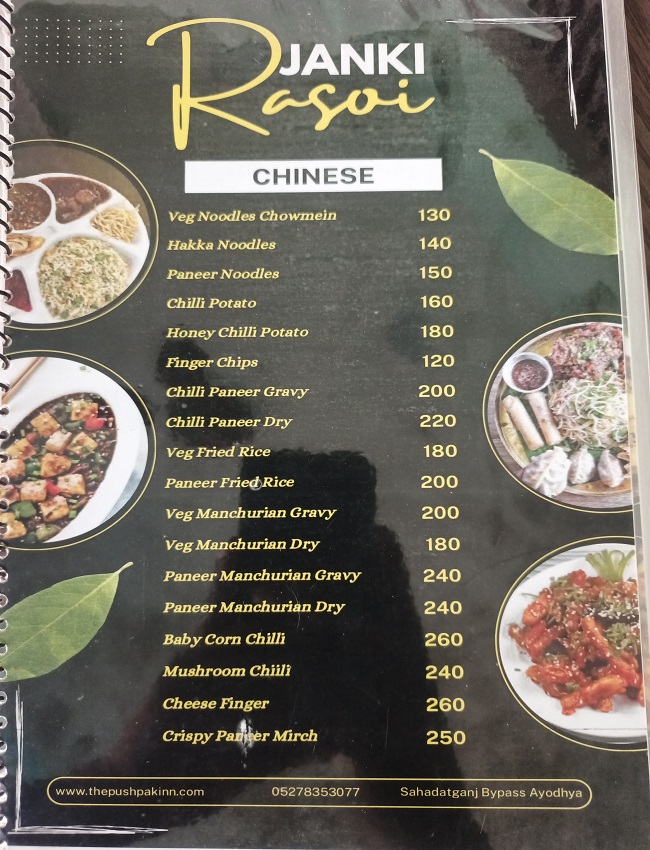 JANKI
Rasoi
CHINESE
Veg Noodles Chowmein 130
Hakka Noodles 140
Paneer Noodles 150
Chilli Potato 160
Honey Chilli Potato 180
Finger Chips 120
Chilli Paneer Gravy 200
Chilli Paneer Dry 220
Veg Fried Rice 180
Paneer Fried Rice 200
Veg Manchurian Gravy 200
Veg Manchurian Dry 180
Paneer Manchurian Gravy 240
Paneer Manchurian Dry 240
Baby Corn Chilli 260
Mushroom Chiili 240
Cheese Finger 260
Crispy Paneer Mirch 250
www.thepushpakinn.com 05278353077 Sahadatganj Bypass Ayodhya